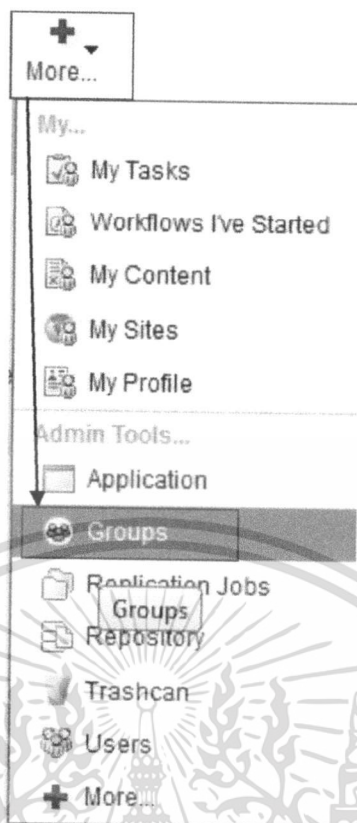 More...
My...
My Tasks
Workflows I've Started
My Content
My Sites
My Profile
Admin Tools...
Application
Groups
Replication Jobs
Groups
Repository
Trashcan
Users
More...